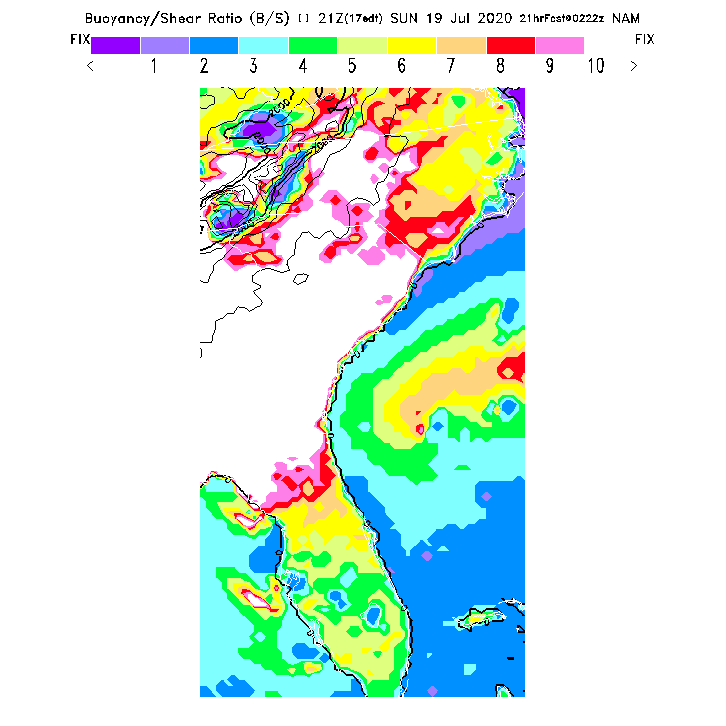 Buoyancy/Shear Ratio (B/S) [] 21Z(17edt) SUN 19 Jul 2020 21hrFcst@0222z NAM
FIX FIX
< 1 2 3 4 5 6 7 8 9 10 >
2000